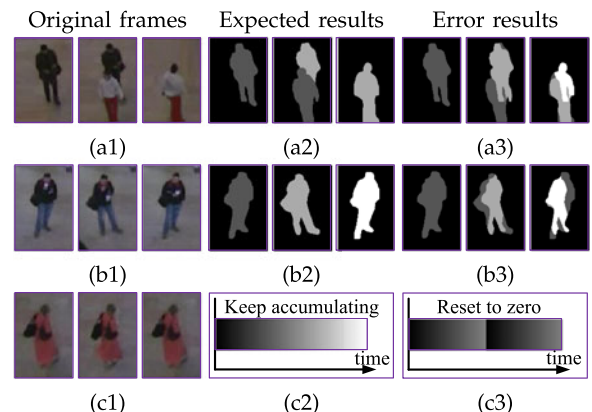 Original frames Expected results Error results
(a1) (a2) (a3)
(b1) (b2) (b3)
Keep accumulating Reset to zero
time time
(c1) (c2) (c3)